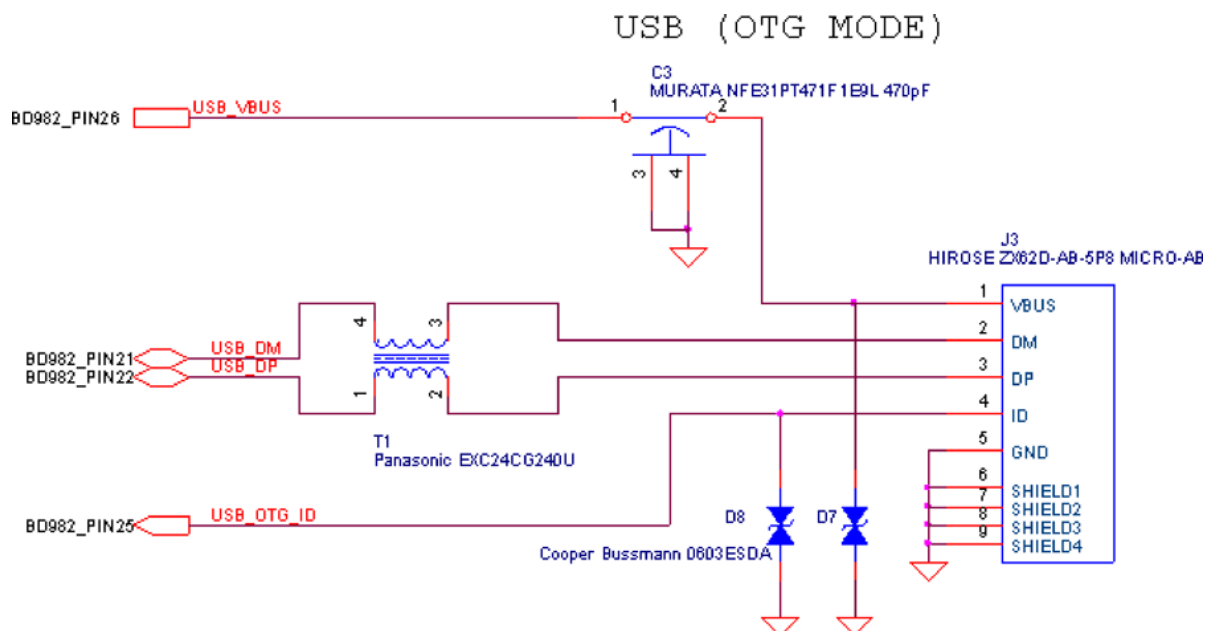 USB (OTG MODE)
C3
MURATA NFE31PT471F1E9L 470pF
BD982_PIN26
USB_VBUS
1
2
3
4
J3
HIROSE ZX62D-AB-5P8 MICRO-AB
1
VBUS
2
DM
3
DP
4
ID
5
GND
6
SHIELD1
7
SHIELD2
8
SHIELD3
9
SHIELD4
BD982_PIN21
USB_DM
BD982_PIN22
USB_DP
4
3
1
2
T1
Panasonic EXC24CG240U
BD982_PIN25
USB_OTG_ID
D8
D7
Cooper Bussmann 0603ESDA